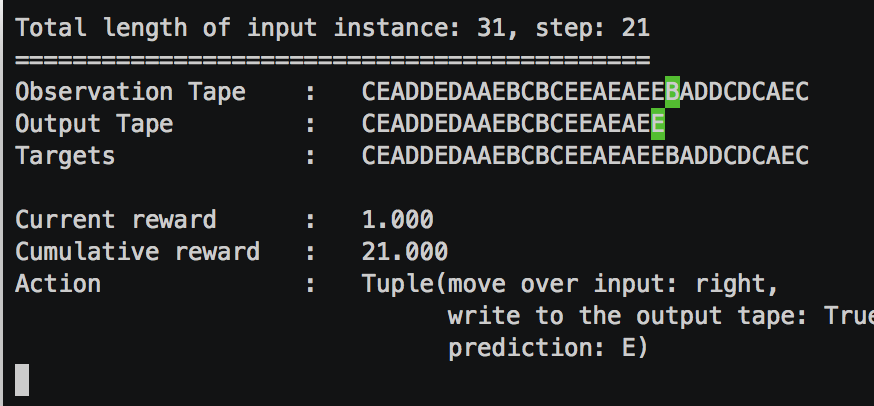 Total length of input instance: 31, step: 21
============================================
Observation Tape    :   CEADDEDAAEBCBCEEAEAEEBADDCDCAEC
Output Tape         :   CEADDEDAAEBCBCEEAEAEE
Targets             :   CEADDEDAAEBCBCEEAEAEEBADDCDCAEC
Current reward      :   1.000
Cumulative reward   :   21.000
Action              :   Tuple(move over input: right,
                              write to the output tape: True
                              prediction: E)